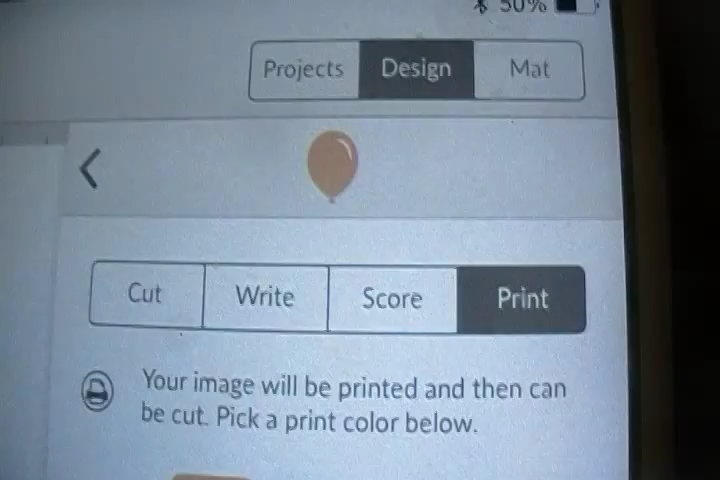 50%
Projects Design Mat
Cut Write Score Print
Your image will be printed and then can
be cut. Pick a print color below.